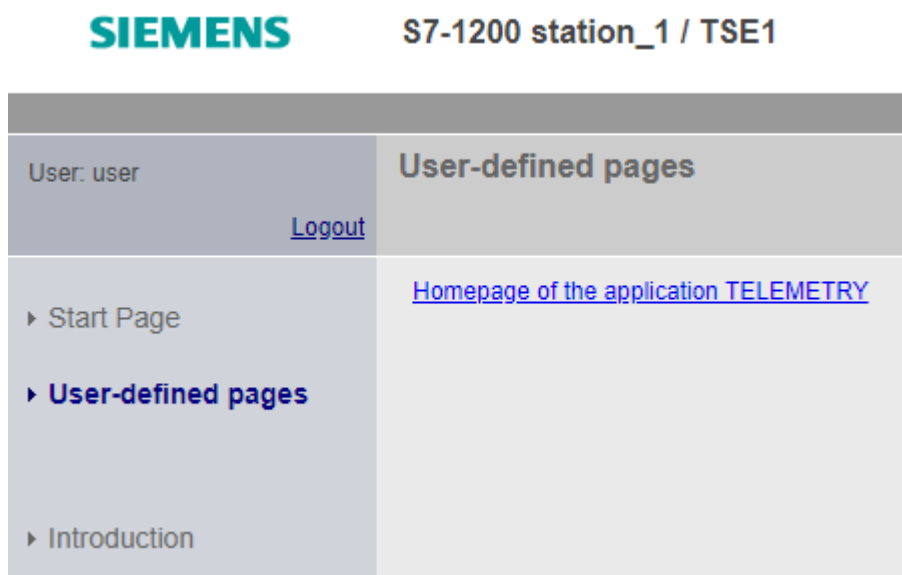 SIEMENS S7-1200 station_1 / TSE1
User: user
Logout
User-defined pages
Homepage of the application TELEMETRY
Start Page
User-defined pages
Introduction